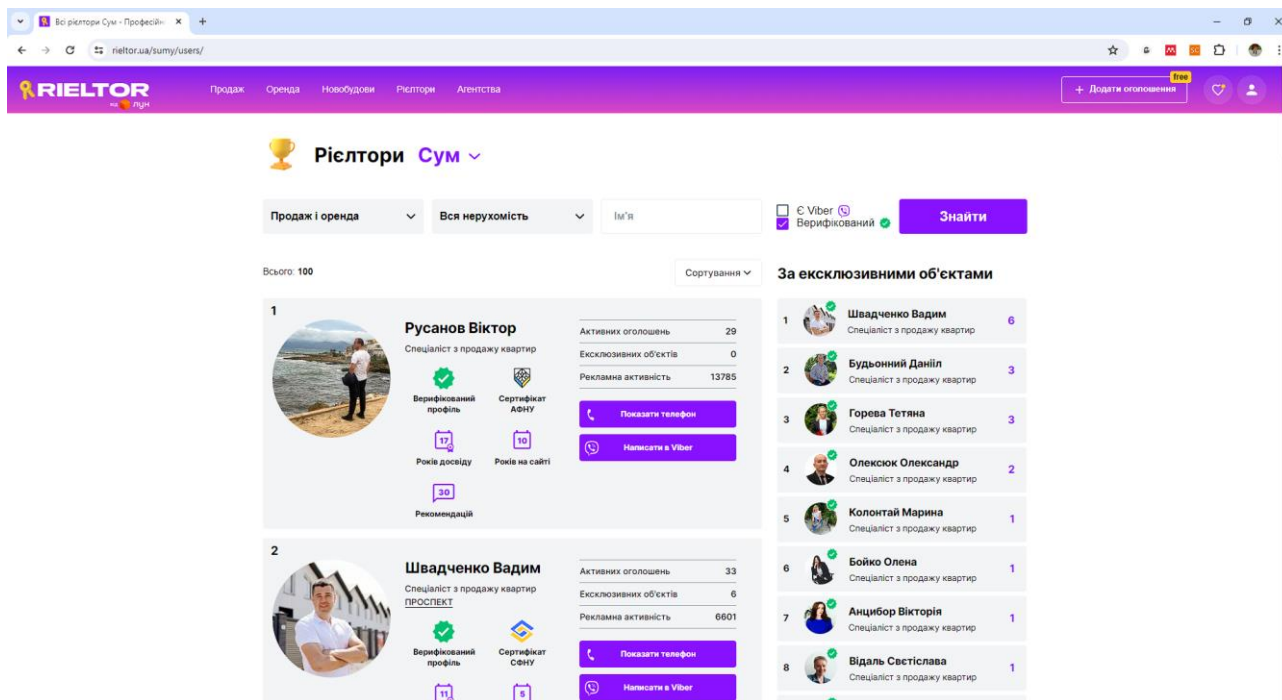 Всі рієлтори Сум - Професійн
rieltor.ua/sumy/users/
RIELTOR
на лун
Продаж
Оренда
Новобудови
Рієлтори
Агентства
+ Додати оголошення
free
Рієлтори Сум
Продаж і оренда
Вся нерухомість
Ім'я
Є Viber
Верифікований
Знайти
Всього: 100
Сортування
1
Русанов Віктор
Спеціаліст з продажу квартир
Верифікований профіль
Сертифікат АФНУ
17
Років досвіду
10
Років на сайті
30
Рекомендацій
Активних оголошень 29
Ексклюзивних об'єктів 0
Рекламна активність 13785
Показати телефон
Написати в Viber
2
Швадченко Вадим
Спеціаліст з продажу квартир
ПРОСПЕКТ
Верифікований профіль
Сертифікат СФНУ
11
5
Активних оголошень 33
Ексклюзивних об'єктів 6
Рекламна активність 6601
Показати телефон
Написати в Viber
За ексклюзивними об'єктами
1 Швадченко Вадим 6
Спеціаліст з продажу квартир
2 Будьонний Данііл 3
Спеціаліст з продажу квартир
3 Горева Тетяна 3
Спеціаліст з продажу квартир
4 Олексюк Олександр 2
Спеціаліст з продажу квартир
5 Колонтай Марина 1
Спеціаліст з продажу квартир
6 Бойко Олена 1
Спеціаліст з продажу квартир
7 Анцибор Вікторія 1
Спеціаліст з продажу квартир
8 Відаль Свєтіслава 1
Спеціаліст з продажу квартир